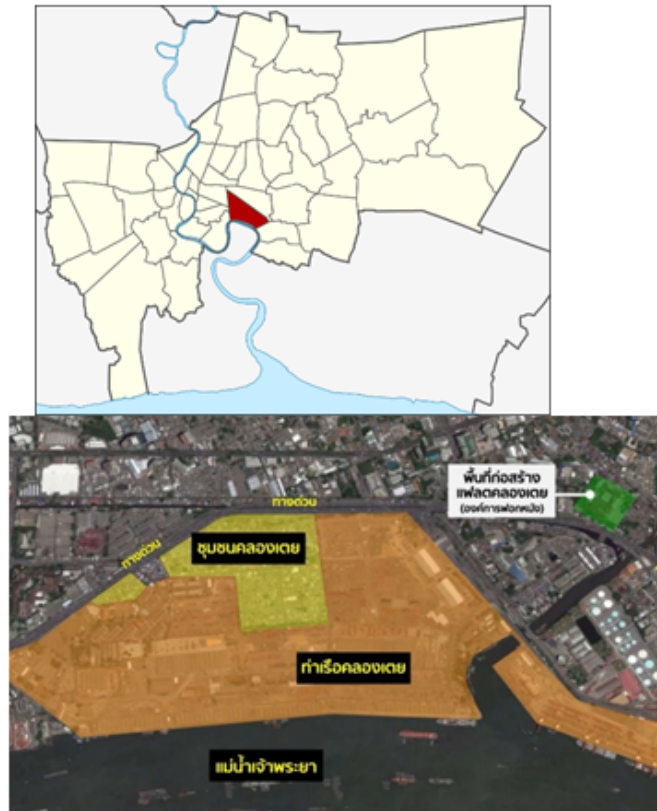 พื้นที่ก่อสร้าง
แฟลตคลองเตย
(องค์การฟอกหนัง)
ทางด่วน
ชุมชนคลองเตย
ทางด่วน
ท่าเรือคลองเตย
แม่น้ำเจ้าพระยา